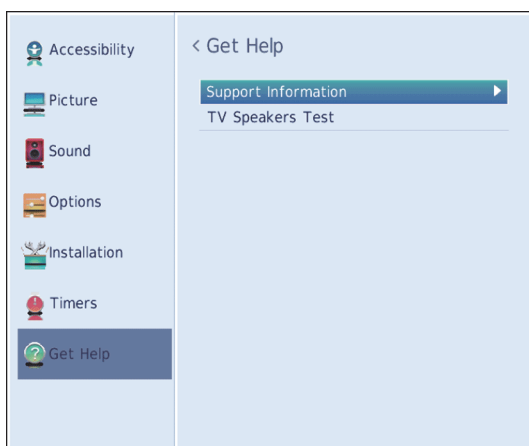 Accessibility
Picture
Sound
Options
Installation
Timers
Get Help
< Get Help
Support Information
TV Speakers Test